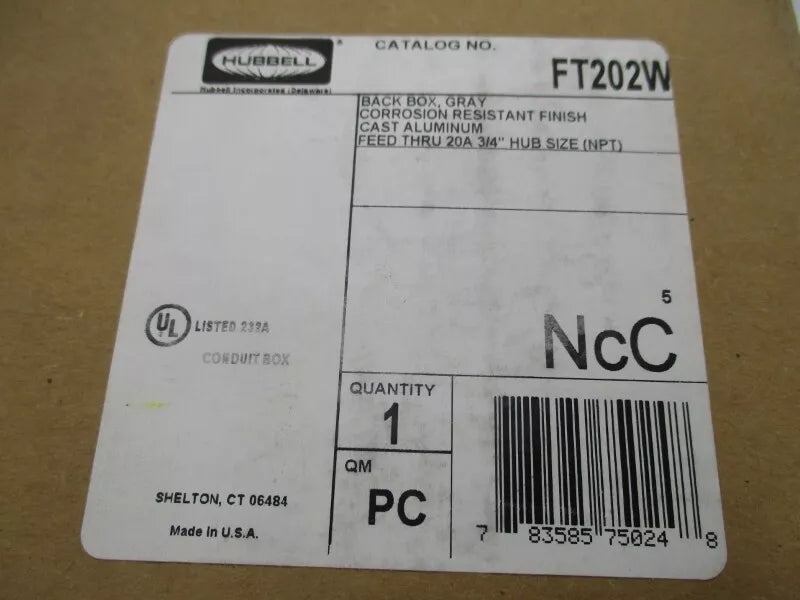 HUBBELL
®
Hubbell Incorporated (Delaware)
CATALOG NO.
FT202W
BACK BOX, GRAY
CORROSION RESISTANT FINISH
CAST ALUMINUM
FEED THRU 20A 3/4" HUB SIZE (NPT)
5
NcC
UL LISTED 239A
CONDUIT BOX
QUANTITY
1
QM
PC
SHELTON, CT 06484
Made in U.S.A.
7 83585 75024 8